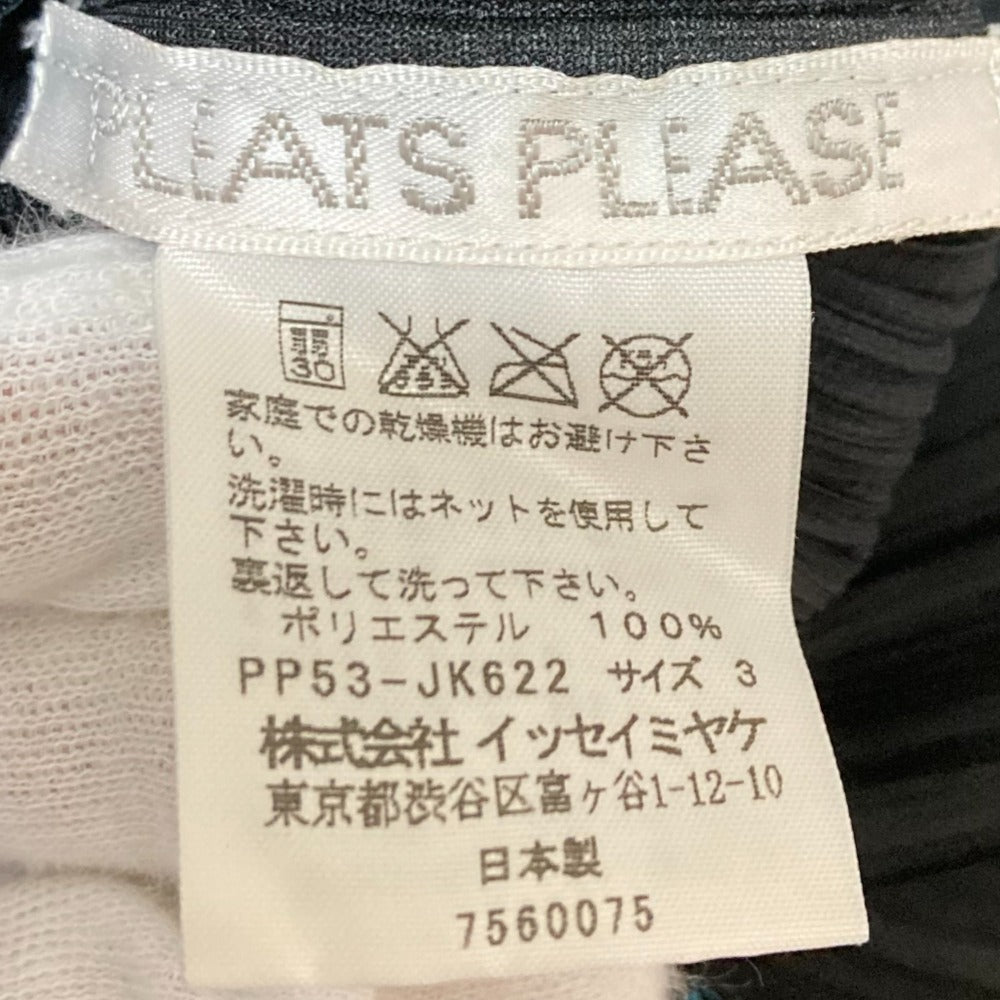 PLEATS PLEASE
30
家庭での乾燥機はお避け下さ
い。
洗濯時にはネットを使用して
下さい。
裏返して洗って下さい。
ポリエステル 100%
PP53-JK622 サイズ 3
株式会社 イッセイミヤケ
東京都渋谷区富ヶ谷1-12-10
日本製
7560075